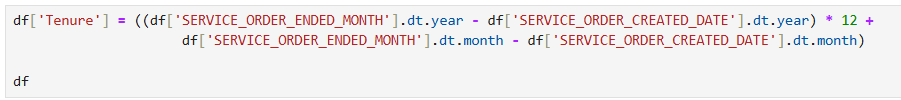 df['Tenure'] = ((df['SERVICE_ORDER_ENDED_MONTH'].dt.year - df['SERVICE_ORDER_CREATED_DATE'].dt.year) * 12 +
df['SERVICE_ORDER_ENDED_MONTH'].dt.month - df['SERVICE_ORDER_CREATED_DATE'].dt.month)
df